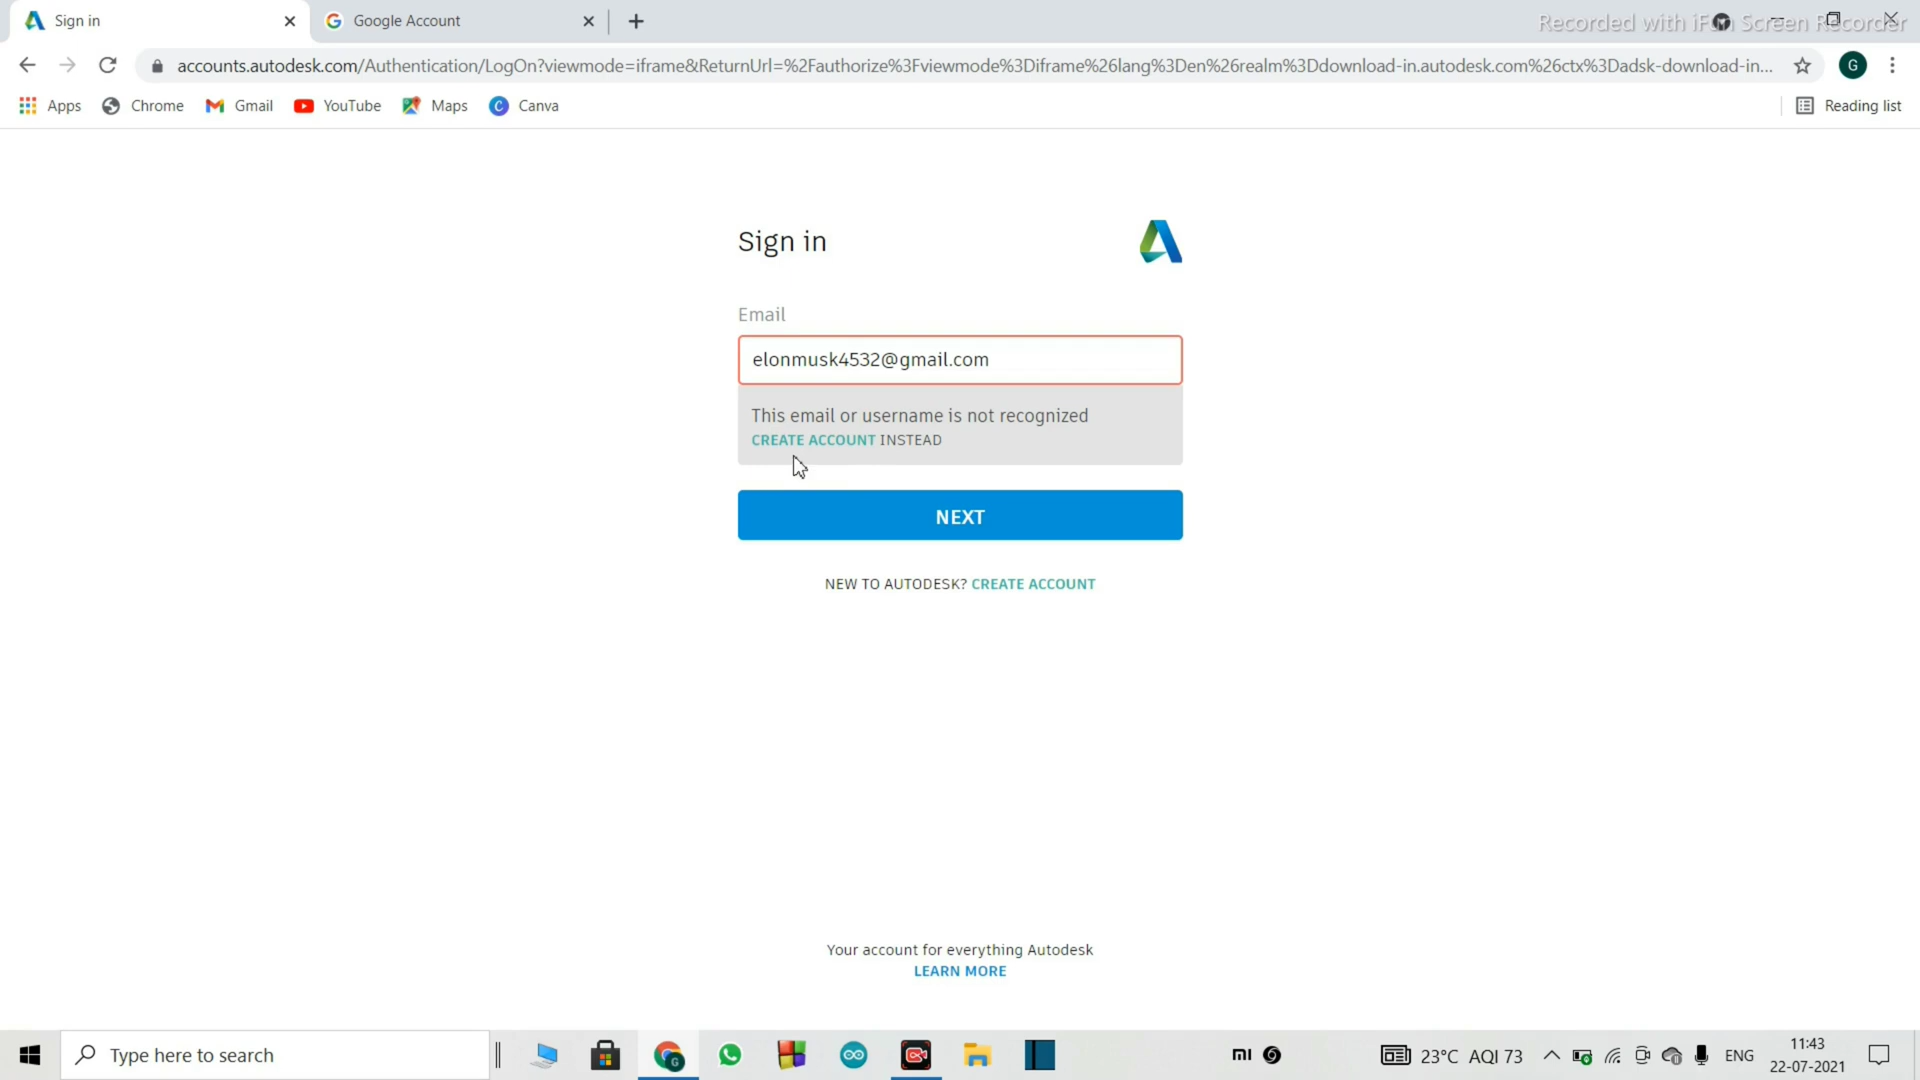 Sign in
Google Account
Recorded with iFun Screen Recorder
accounts.autodesk.com/Authentication/LogOn?viewmode=iframe&ReturnUrl=%2Fauthorize%3Fviewmode%3Diframe%26lang%3Den%26realm%3Ddownload-in.autodesk.com%26ctx%3Dadsk-download-in...
G
Apps
Chrome
Gmail
YouTube
Maps
Canva
Reading list
Sign in
Email
elonmusk4532@gmail.com
This email or username is not recognized
CREATE ACCOUNT INSTEAD
NEXT
NEW TO AUTODESK? CREATE ACCOUNT
Your account for everything Autodesk
LEARN MORE
Type here to search
23°C AQI 73
ENG
11:43
22-07-2021